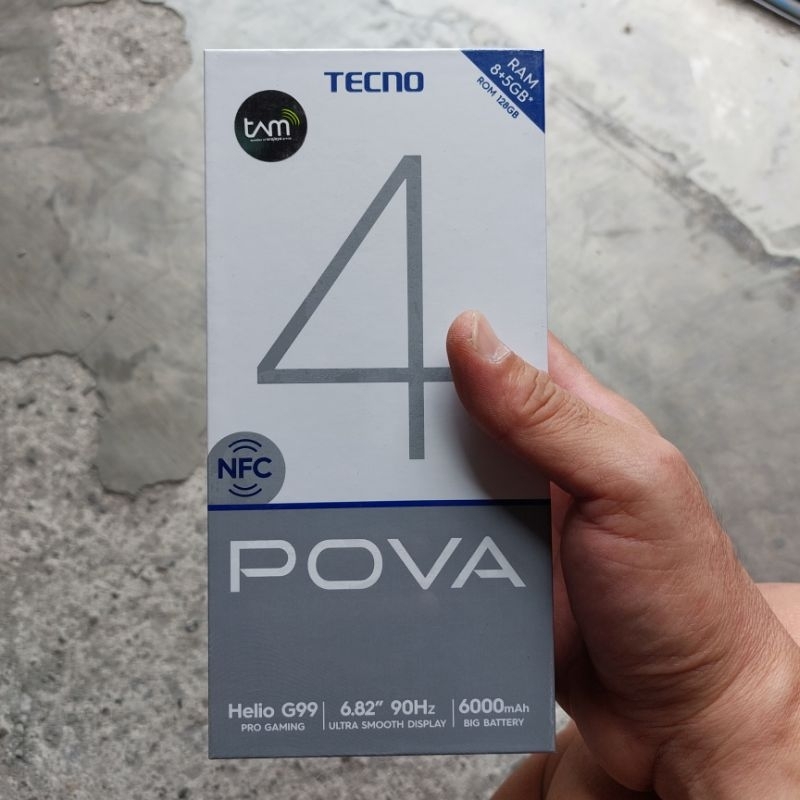 TECNO
RAM
8+5GB*
ROM 128GB
tam
4
NFC
POVA
Helio G99
PRO GAMING
6.82” 90Hz
ULTRA SMOOTH DISPLAY
6000mAh
BIG BATTERY